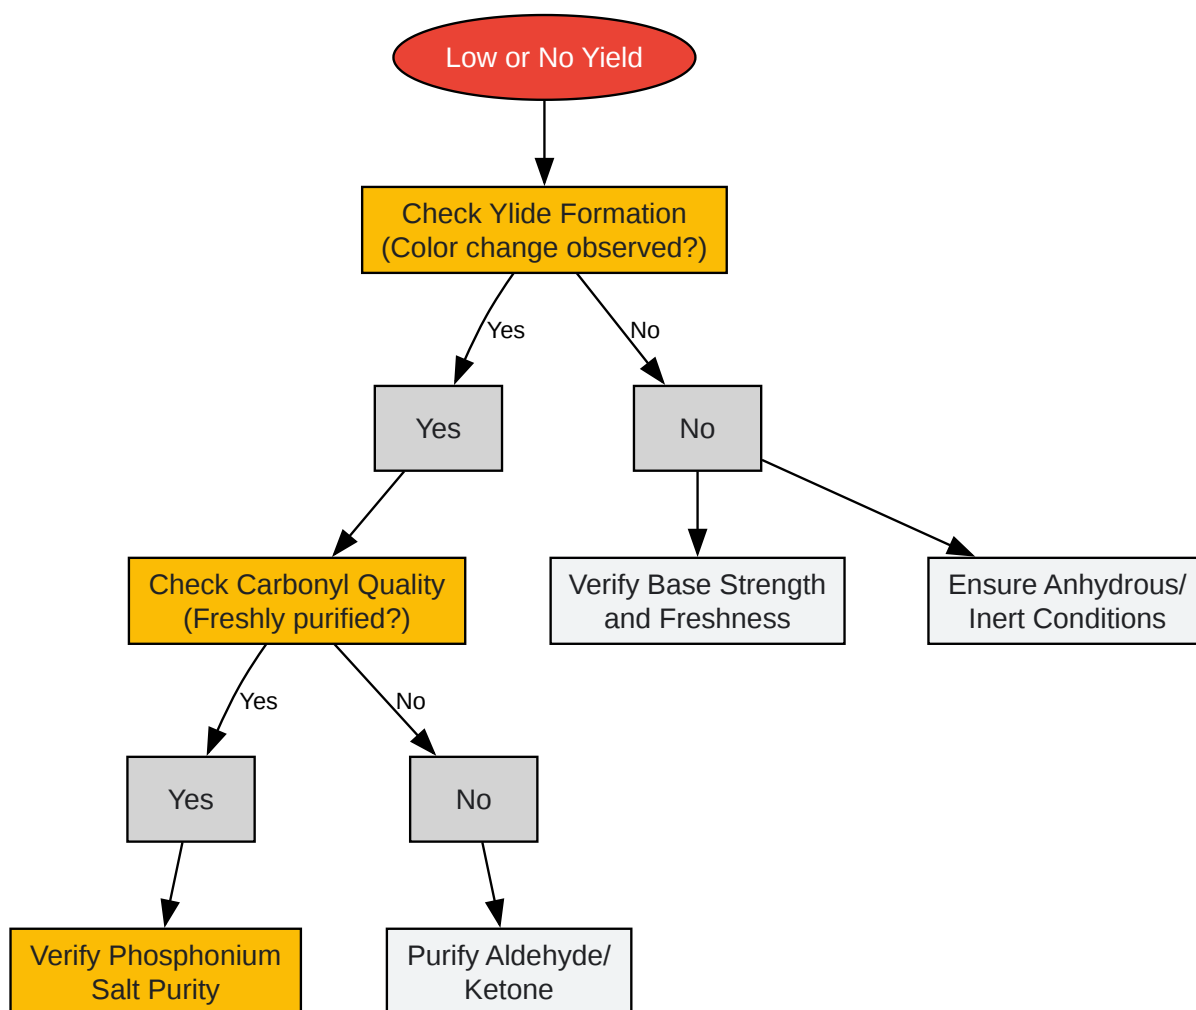 Low or No Yield
Check Ylide Formation
(Color change observed?)
Yes
No
Yes
No
Check Carbonyl Quality
(Freshly purified?)
Verify Base Strength
and Freshness
Ensure Anhydrous/
Inert Conditions
Yes
No
Yes
No
Verify Phosphonium
Salt Purity
Purify Aldehyde/
Ketone